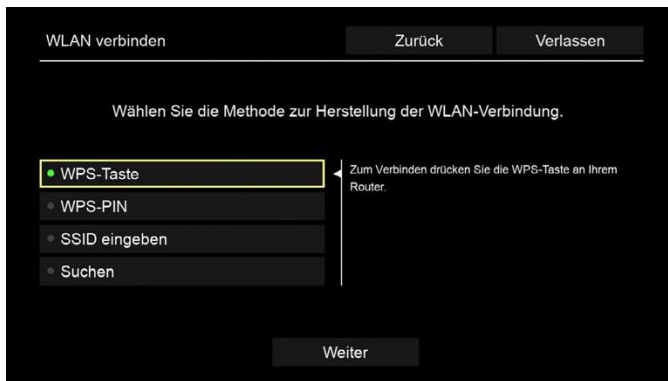 WLAN verbinden
Zurück
Verlassen
Wählen Sie die Methode zur Herstellung der WLAN-Verbindung.
WPS-Taste
Zum Verbinden drücken Sie die WPS-Taste an Ihrem
Router.
WPS-PIN
SSID eingeben
Suchen
Weiter